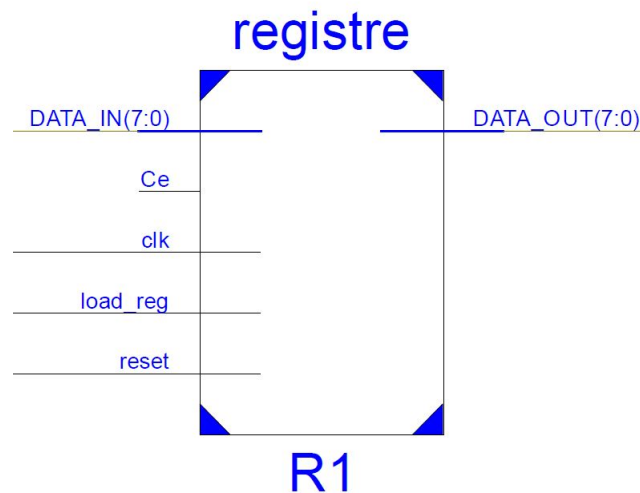 registre
DATA_IN(7:0)
DATA_OUT(7:0)
Ce
clk
load_reg
reset
R1